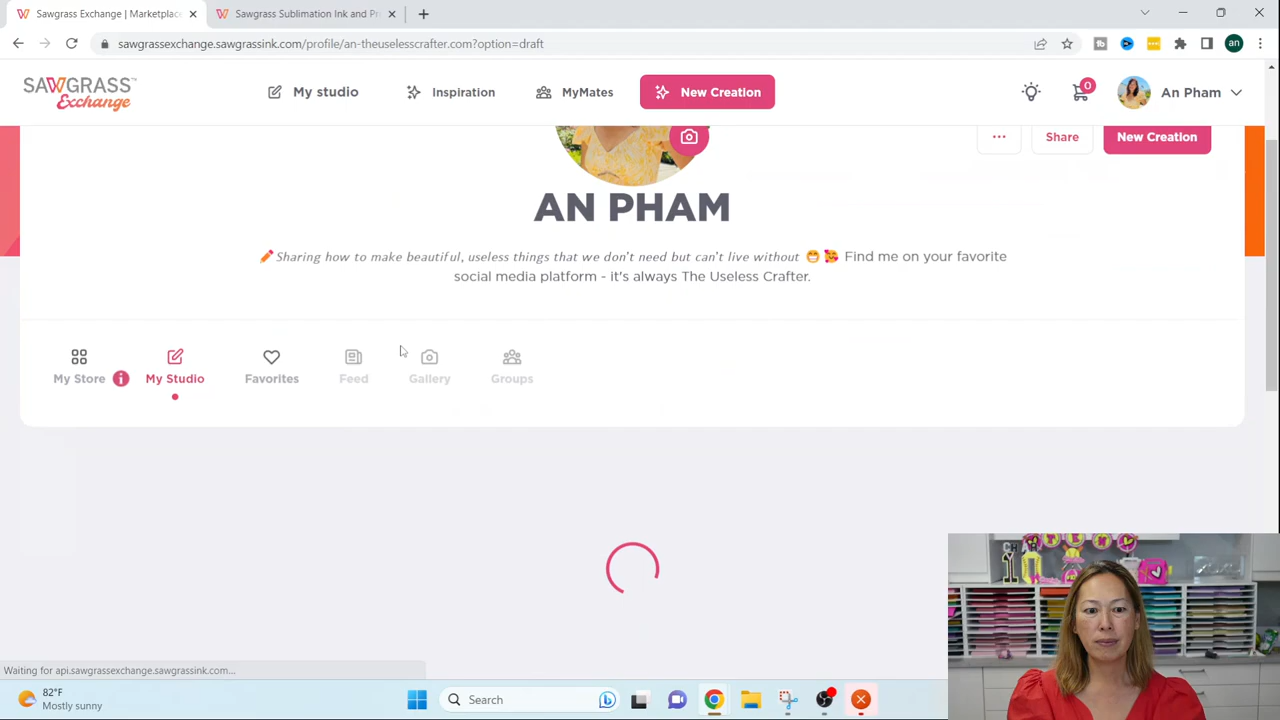 Sawgrass Exchange | Marketplac
Sawgrass Sublimation Ink and Pri
sawgrassexchange.sawgrassink.com/profile/an-theuselesscrafter.com?option=draft
an
SAWGRASS
Exchange
My studio
Inspiration
MyMates
New Creation
0
An Pham
Share
New Creation
AN PHAM
Sharing how to make beautiful, useless things that we don't need but can't live without 😁 🥰 Find me on your favorite
social media platform - it's always The Useless Crafter.
My Store
My Studio
Favorites
Feed
Gallery
Groups
Waiting for api.sawgrassexchange.sawgrassink.com...
82°F
Mostly sunny
Search